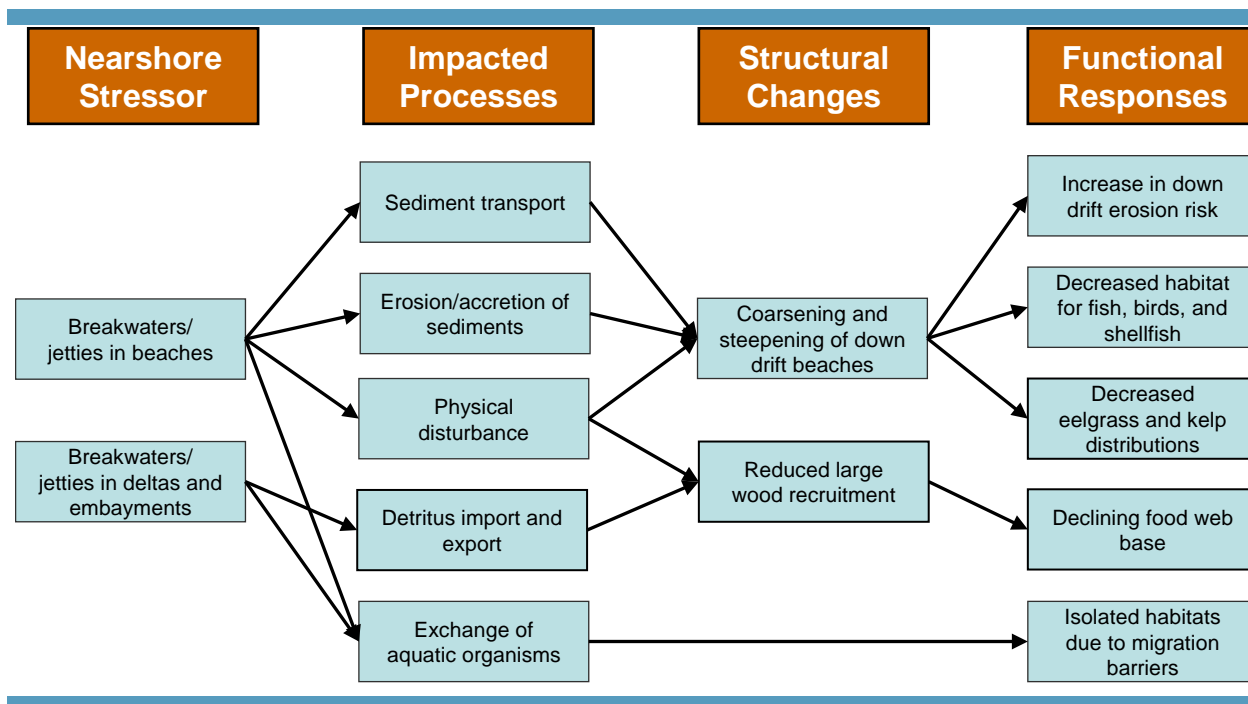 Nearshore
Stressor
Impacted
Processes
Structural
Changes
Functional
Responses
Breakwaters/
jetties in beaches
Breakwaters/
jetties in deltas and
embayments
Sediment transport
Erosion/accretion of
sediments
Physical
disturbance
Detritus import and
export
Exchange of
aquatic organisms
Coarsening and
steepening of down
drift beaches
Reduced large
wood recruitment
Increase in down
drift erosion risk
Decreased habitat
for fish, birds, and
shellfish
Decreased
eelgrass and kelp
distributions
Declining food web
base
Isolated habitats
due to migration
barriers